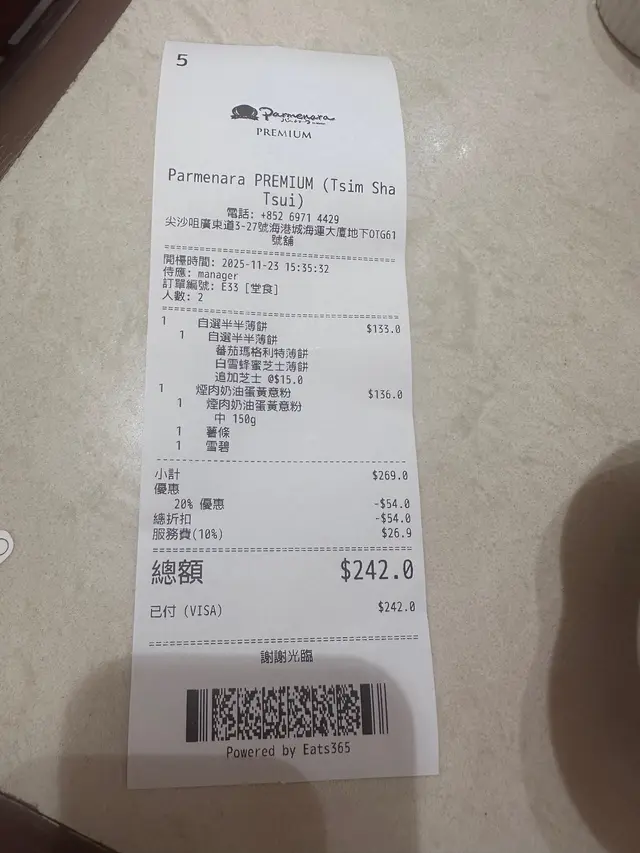 5
Parmenara
PREMIUM
Parmenara PREMIUM (Tsim Sha
Tsui)
電話: +852 6971 4429
尖沙咀廣東道3-27號海港城海運大廈地下OTG61
號舖
開檯時間: 2025-11-23 15:35:32
侍應: manager
訂單編號: E33 [堂食]
人數: 2
1 自選半半薄餅 $133.0
1 自選半半薄餅
蕃茄瑪格利特薄餅
白雪蜂蜜芝士薄餅
追加芝士 @$15.0
1 煙肉奶油蛋黃意粉 $136.0
1 煙肉奶油蛋黃意粉
中 150g
1 薯條
1 雪碧
小計 $269.0
優惠
20% 優惠 -$54.0
總折扣 -$54.0
服務費(10%) $26.9
總額 $242.0
已付 (VISA) $242.0
謝謝光臨
Powered by Eats365